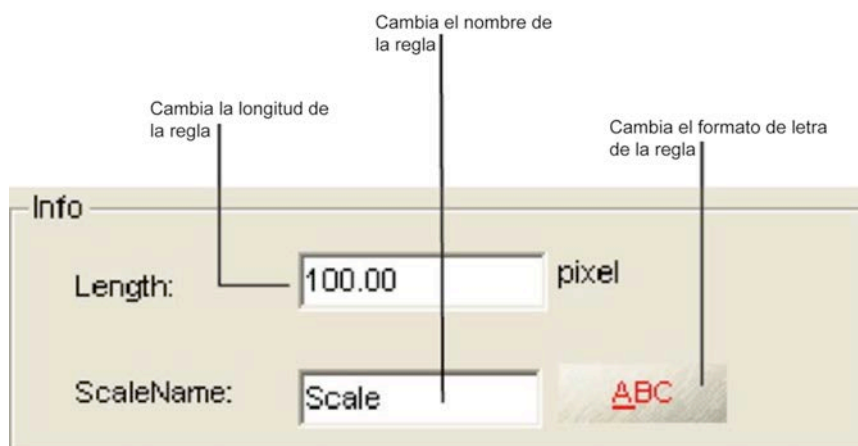 Cambia el nombre de
la regla
Cambia la longitud de
la regla
Cambia el formato de letra
de la regla
Info
Length:
100.00
pixel
ScaleName:
Scale
ABC